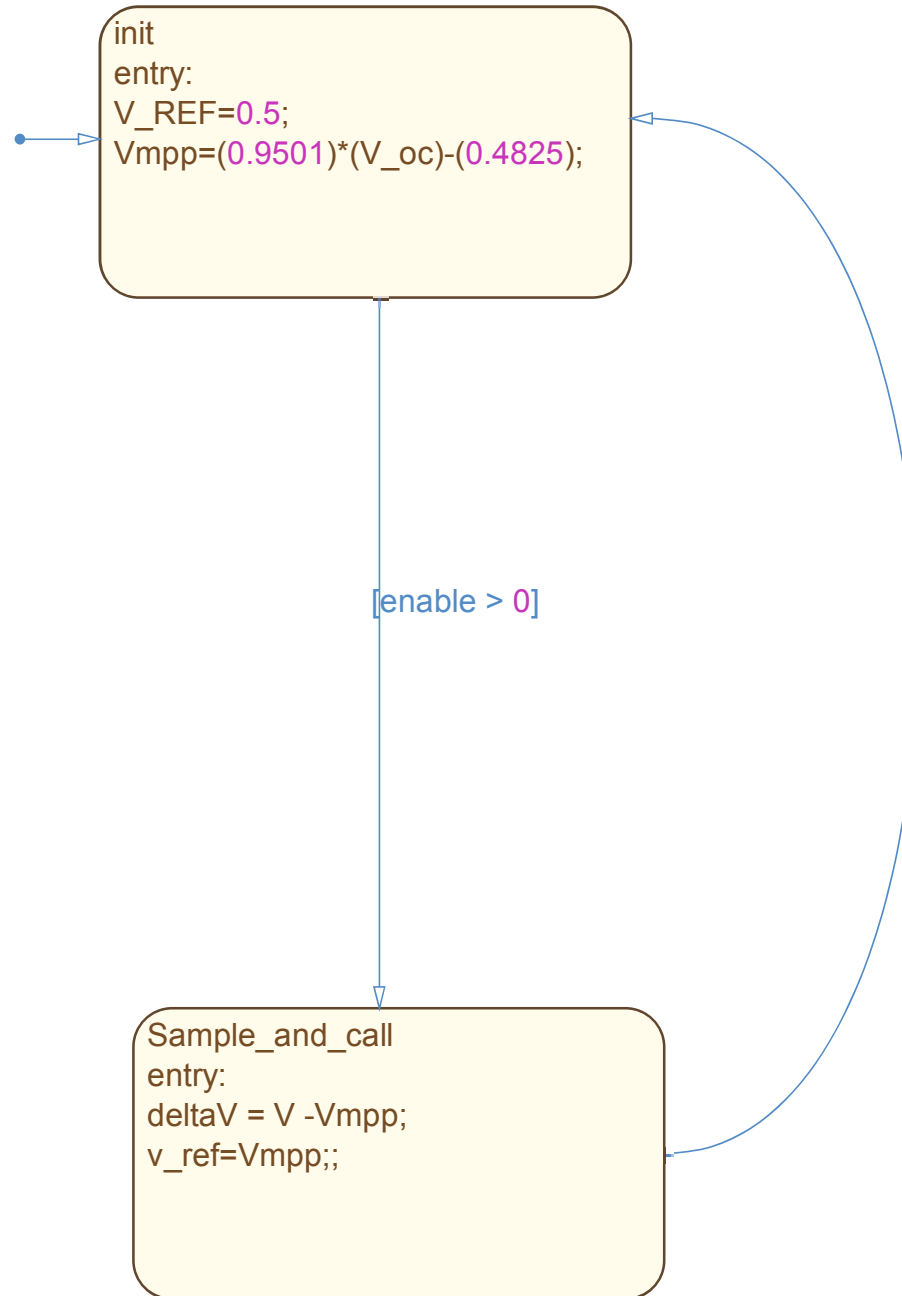 init
entry:
V_REF=0.5;
Vmpp=(0.9501)*(V_oc)-(0.4825);
[enable > 0]
Sample_and_call
entry:
deltaV = V -Vmpp;
v_ref=Vmpp;;